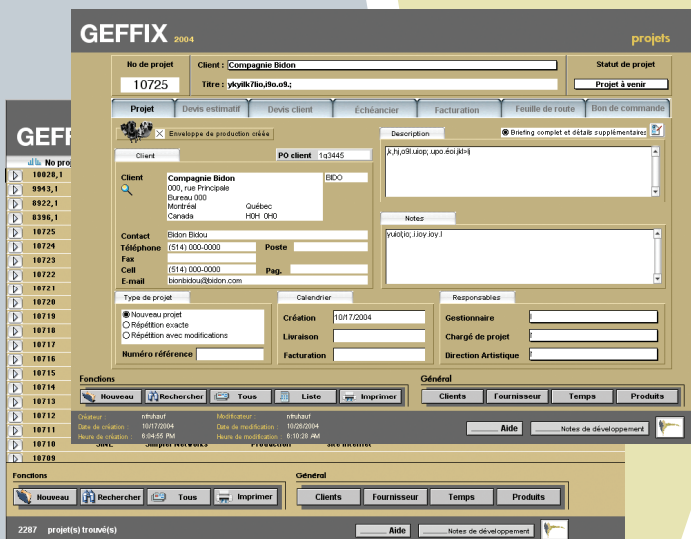 GEFFIX 2004 projets
No de projet Client : Compagnie Bidon Statut de projet
10725 Titre : ykyilk7lio,i9o.o9.; Projet à venir
Projet Devis estimatif Devis client Échéancier Facturation Feuille de route Bon de commande
Enveloppe de production créée Description Briefing complet et détails supplémentaires
Client PO client 1q3445
Client Compagnie Bidon BIDO
000, rue Principale
Bureau 000
Montréal Québec
Canada H0H 0H0
Notes
Contact Bidon Bidou
Téléphone (514) 000-0000 Poste
Fax
Cell (514) 000-0000 Pag.
E-mail bionbidou@bidon.com
Type de projet Calendrier Responsables
Nouveau projet Création 10/17/2004 Gestionnaire
Répétition exacte
Répétition avec modifications Livraison Chargé de projet
Numéro référence Facturation Direction Artistique
Fonctions Général
Nouveau Rechercher Tous Liste Imprimer Clients Fournisseur Temps Produits
Créateur : nfruhauf Modificateur : nfruhauf
Date de création : 10/17/2004 Date de modification : 10/26/2004
Heure de création : 6:04:55 PM Heure de modification : 6:10:28 AM
Aide Notes de développement
GEFF
No proj
10028,1
9943,1
8922,1
8396,1
10725
10724
10723
10722
10721
10720
10719
10718
10717
10716
10715
10714
10713
10712
10711
10710
10709
Fonctions Général
Nouveau Rechercher Tous Imprimer Clients Fournisseur Temps Produits
2287 projet(s) trouvé(s) Aide Notes de développement